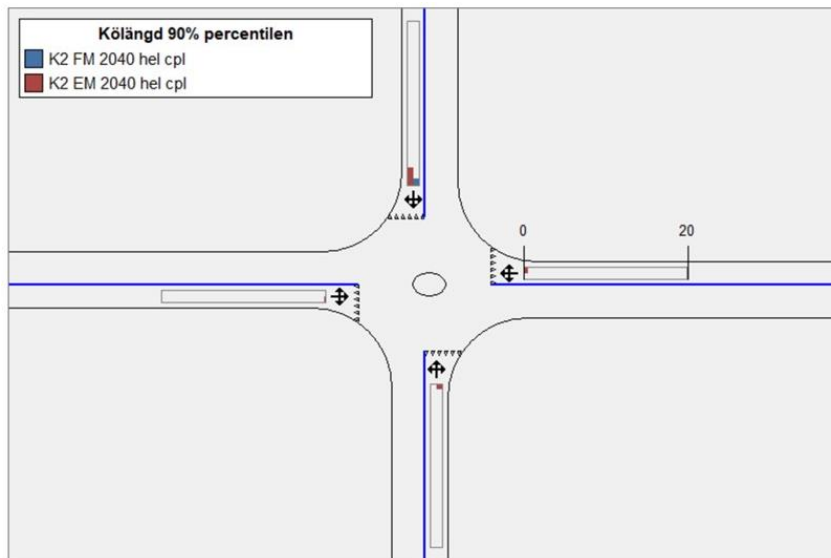 Kölängd 90% percentilen
K2 FM 2040 hel cpl
K2 EM 2040 hel cpl
0
20